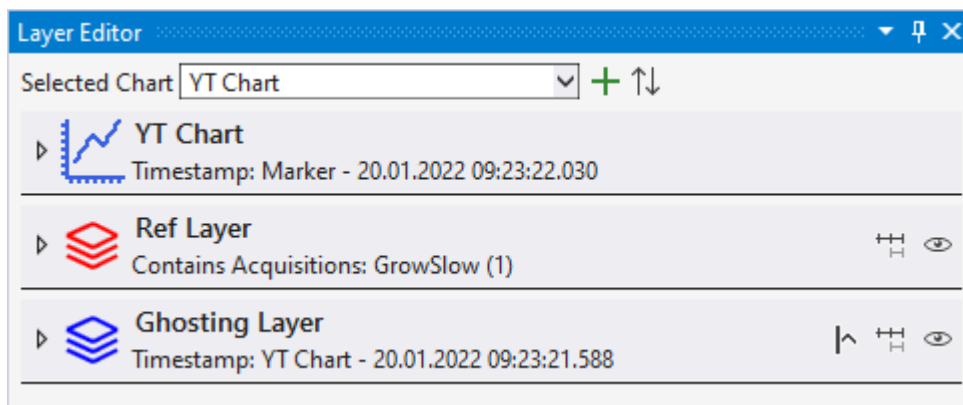 Layer Editor
Selected Chart YT Chart
YT Chart
Timestamp: Marker - 20.01.2022 09:23:22.030
Ref Layer
Contains Acquisitions: GrowSlow (1)
Ghosting Layer
Timestamp: YT Chart - 20.01.2022 09:23:21.588